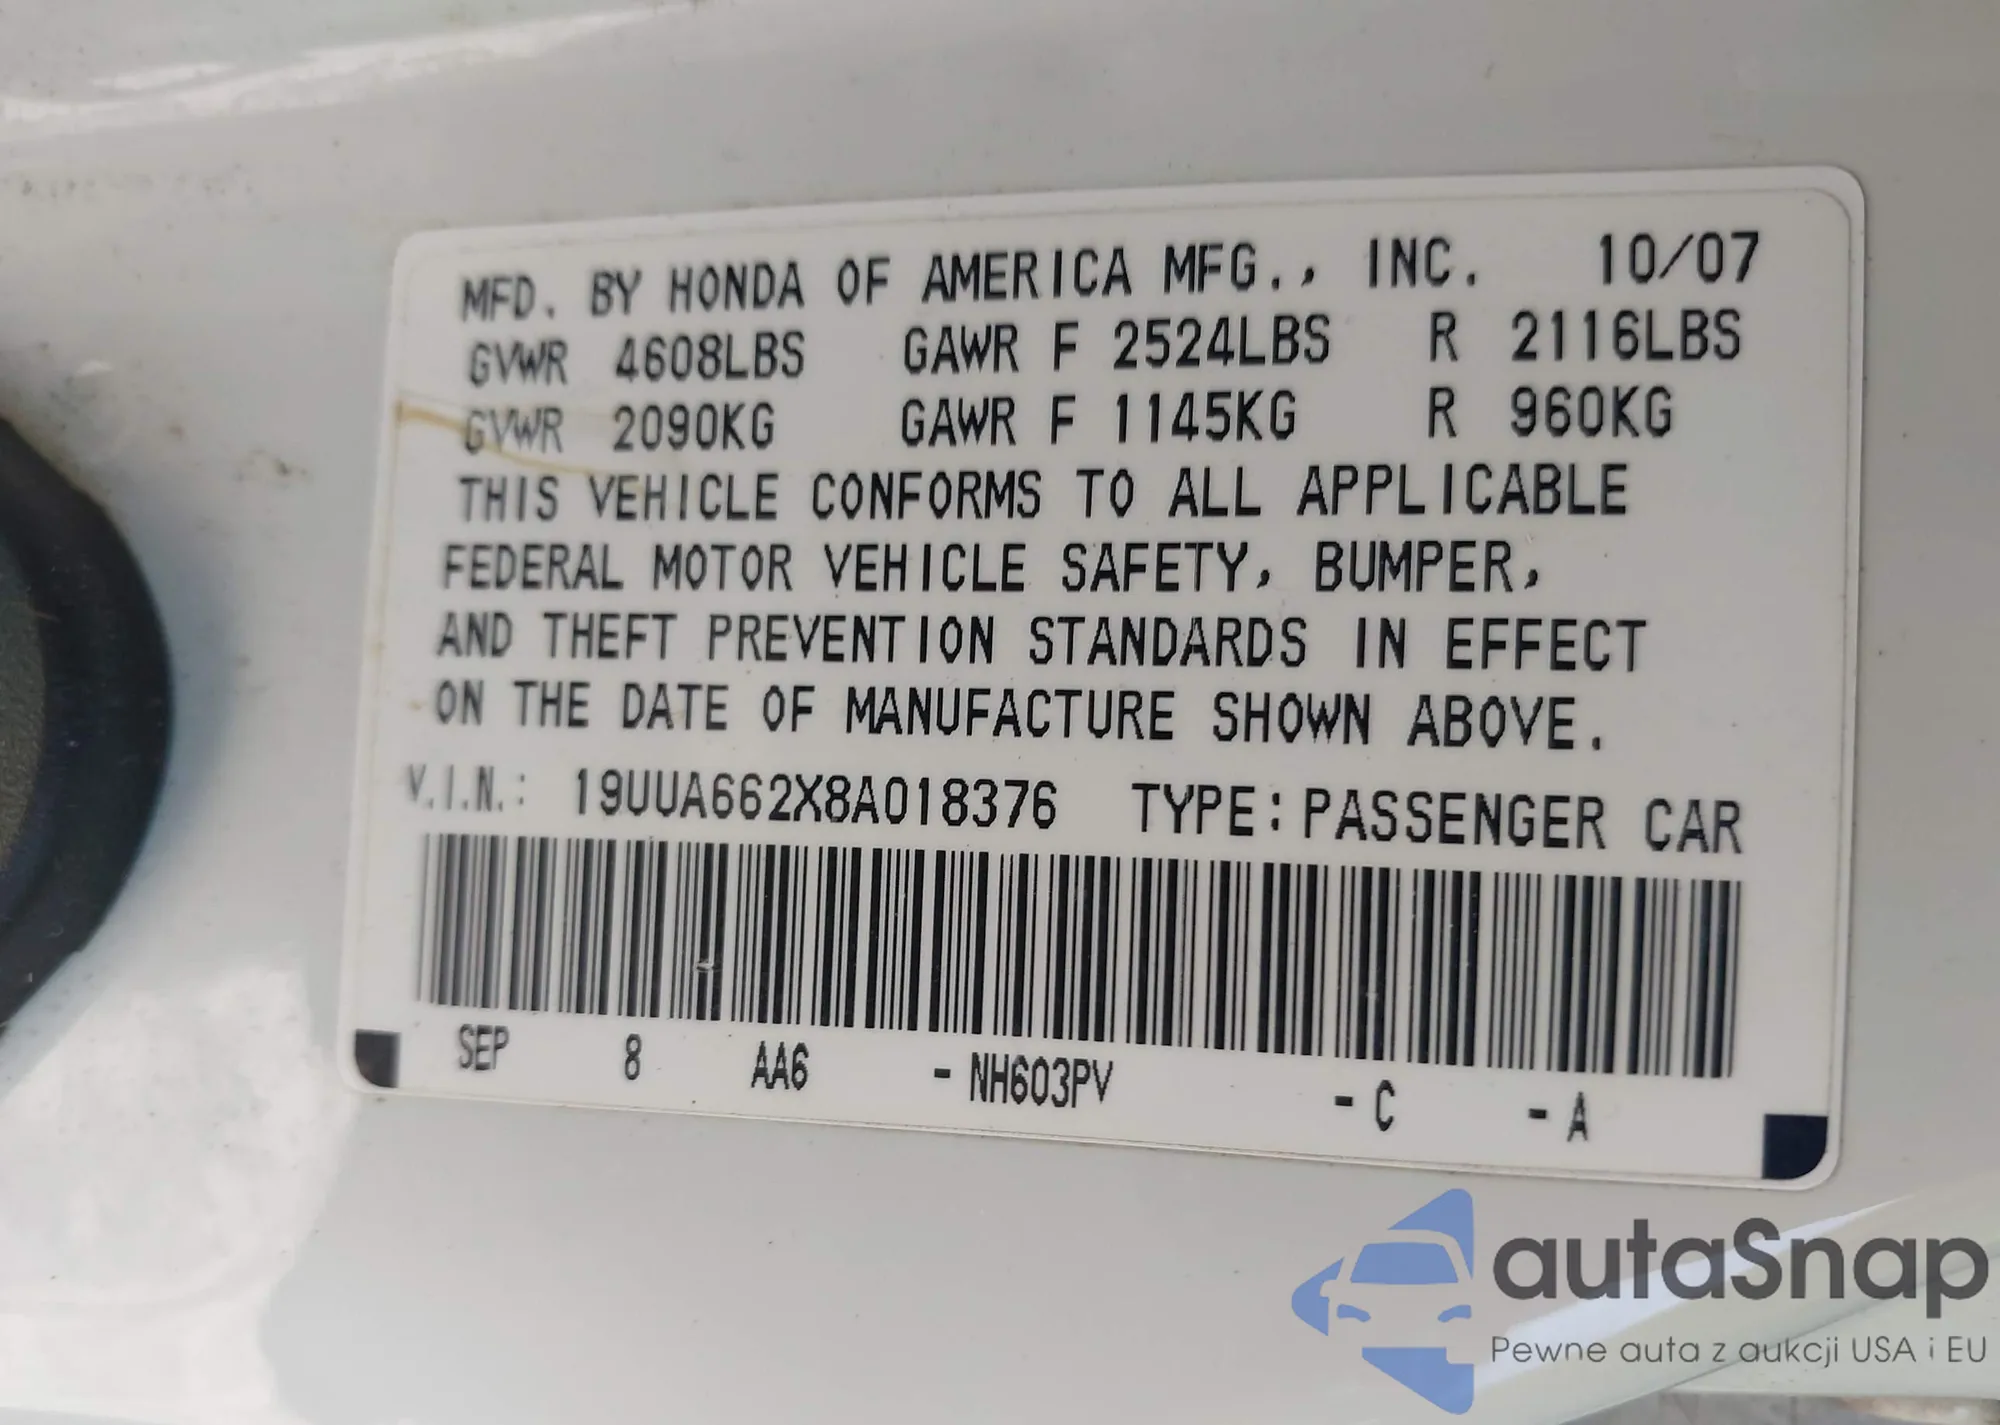 MFD. BY HONDA OF AMERICA MFG., INC. 10/07
GVWR 4608LBS GAWR F 2524LBS R 2116LBS
GVWR 2090KG GAWR F 1145KG R 960KG
THIS VEHICLE CONFORMS TO ALL APPLICABLE
FEDERAL MOTOR VEHICLE SAFETY, BUMPER,
AND THEFT PREVENTION STANDARDS IN EFFECT
ON THE DATE OF MANUFACTURE SHOWN ABOVE.
V.I.N.: 19UUA662X8A018376 TYPE:PASSENGER CAR
SEP 8 AA6 -NH603PV -C -A
autaSnap
Pewne auta z aukcji USA i EU